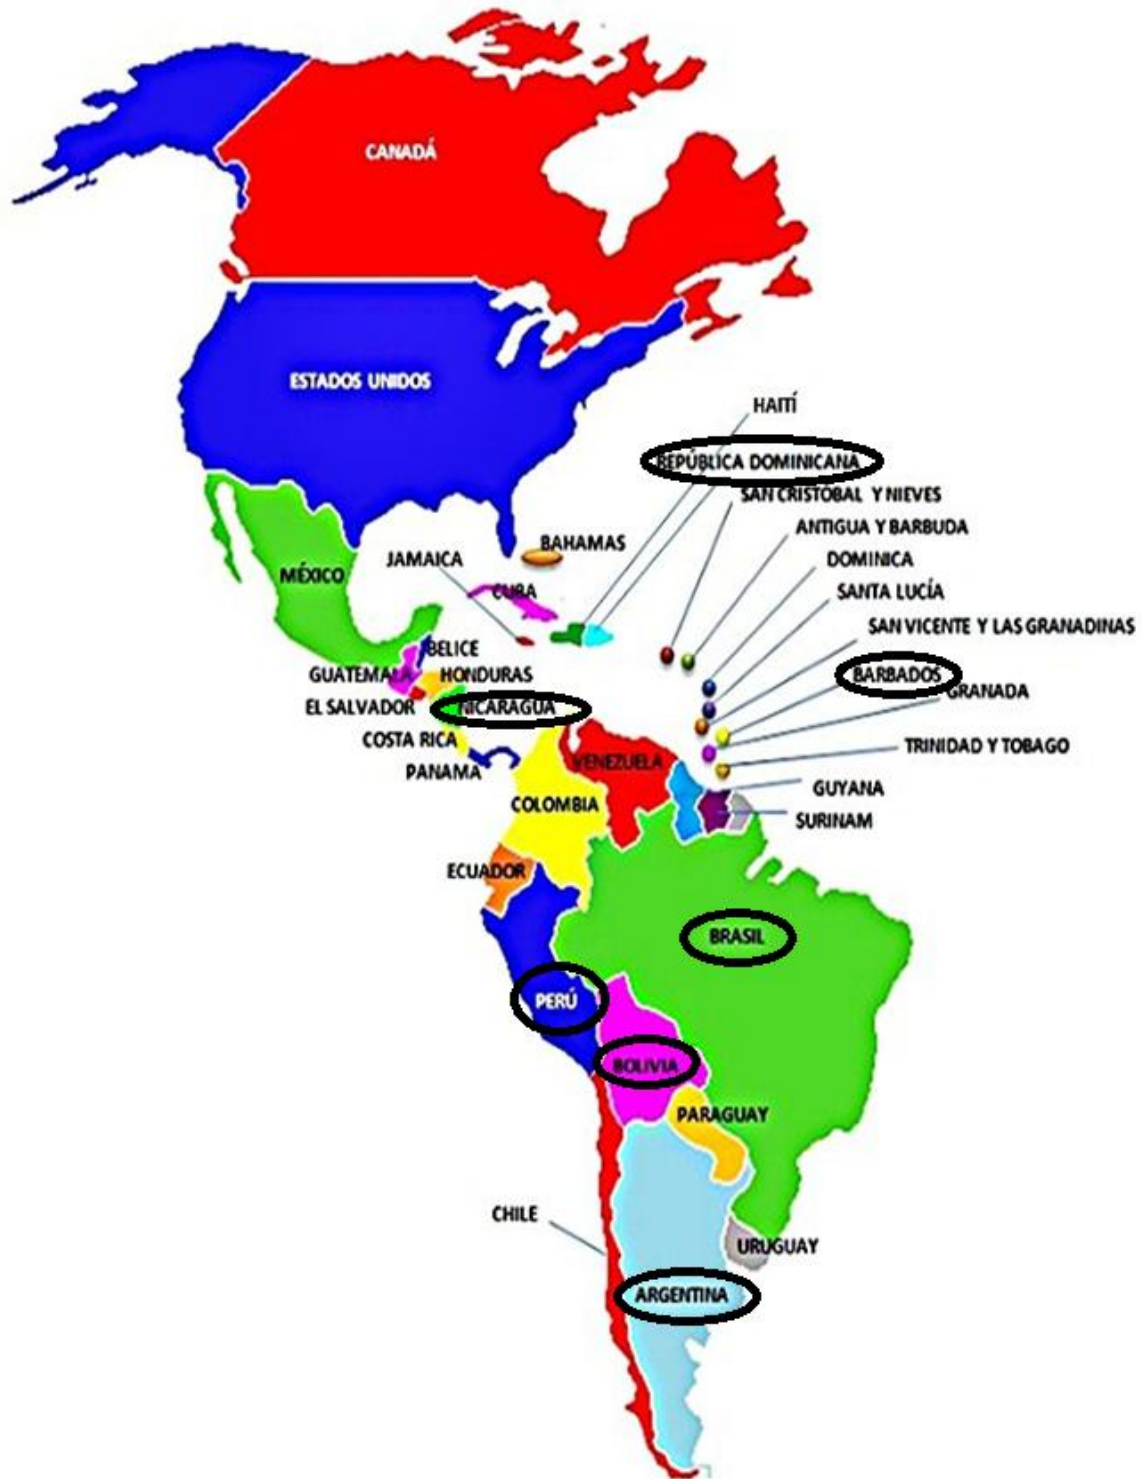 CANADÁ
ESTADOS UNIDOS
HAITÍ
REPÚBLICA DOMINICANA
SAN CRISTÓBAL Y NIEVES
ANTIGUA Y BARBUDA
BAHAMAS
JAMAICA
DOMINICA
MÉXICO
CUBA
SANTA LUCÍA
SAN VICENTE Y LAS GRANADINAS
BELICE
GUATEMALA
HONDURAS
BARBADOS
GRANADA
EL SALVADOR
NICARAGUA
COSTA RICA
TRINIDAD Y TOBAGO
PANAMA
VENEZUELA
GUYANA
COLOMBIA
SURINAM
ECUADOR
BRASIL
PERÚ
BOLIVIA
PARAGUAY
CHILE
URUGUAY
ARGENTINA